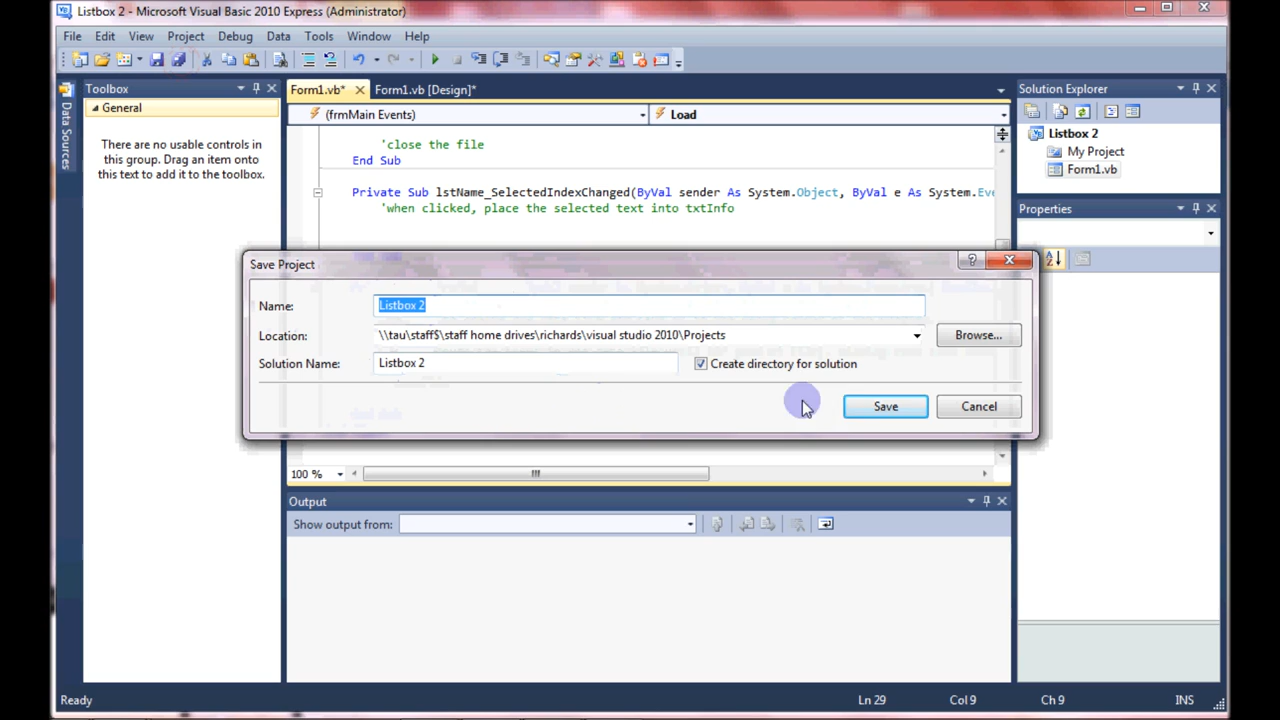 Listbox 2 - Microsoft Visual Basic 2010 Express (Administrator)
File Edit View Project Debug Data Tools Window Help
Toolbox
General
There are no usable controls in
this group. Drag an item onto
this text to add it to the toolbox.
Data Sources
Form1.vb* Form1.vb [Design]*
(frmMain Events) Load
'close the file
End Sub
Private Sub lstName_SelectedIndexChanged(ByVal sender As System.Object, ByVal e As System.Eve
'when clicked, place the selected text into txtInfo
Solution Explorer
Listbox 2
My Project
Form1.vb
Properties
Save Project
Name: Listbox 2
Location: \\tau\staff$\staff home drives\richards\visual studio 2010\Projects Browse...
Solution Name: Listbox 2 Create directory for solution
Save Cancel
100 %
Output
Show output from:
Ready Ln 29 Col 9 Ch 9 INS